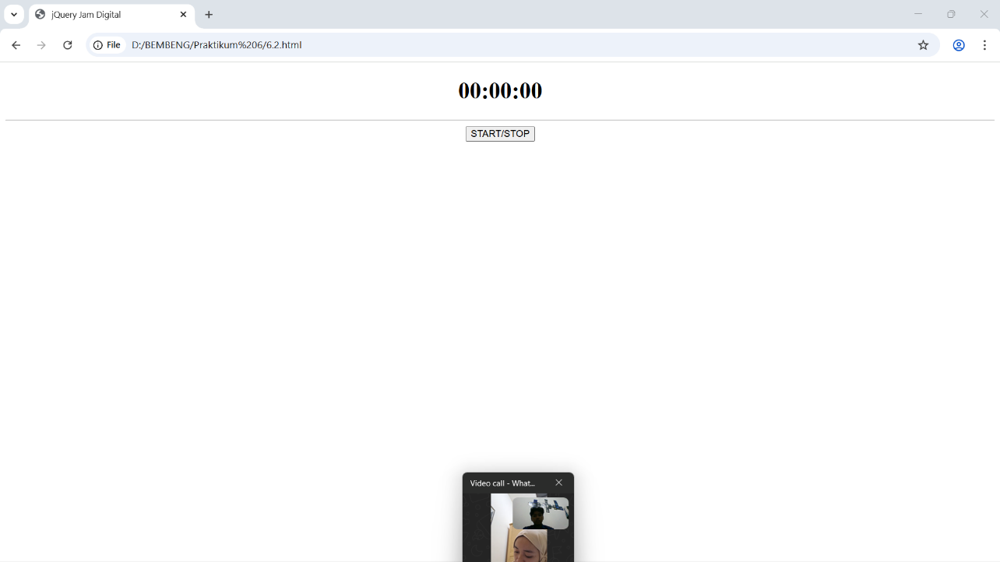 jQuery Jam Digital
File
D:/BEMBENG/Praktikum%206/6.2.html
00:00:00
START/STOP
Video call - What...